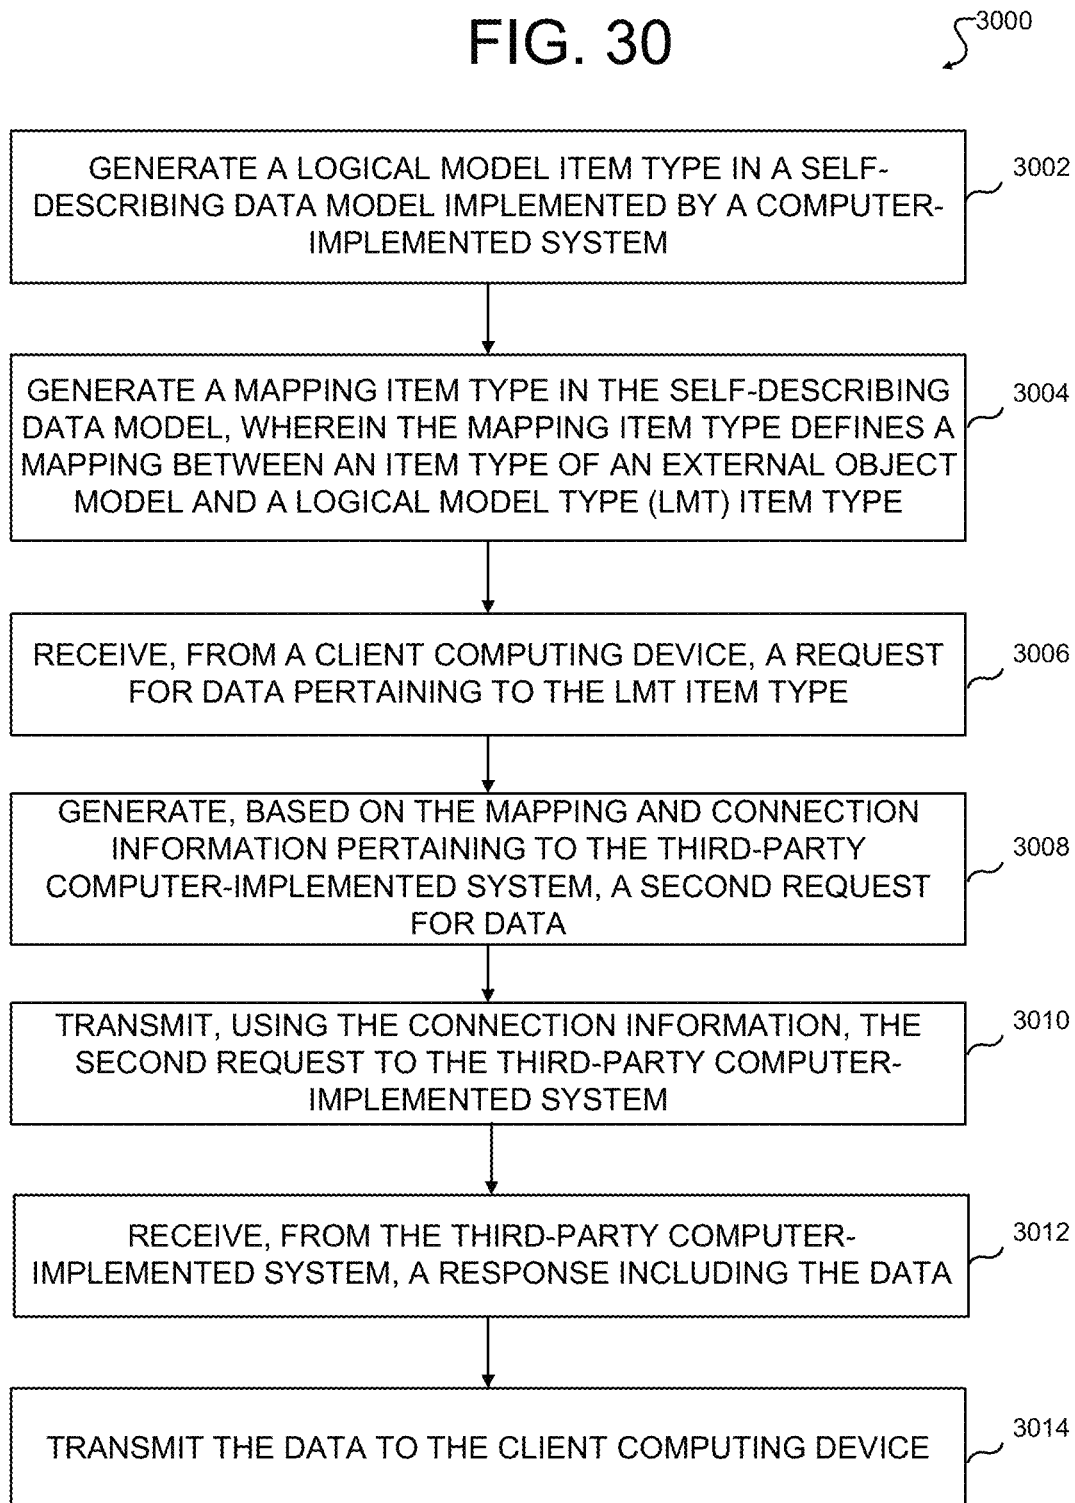 FIG. 30
3000
GENERATE A LOGICAL MODEL ITEM TYPE IN A SELF-
DESCRIBING DATA MODEL IMPLEMENTED BY A COMPUTER-
IMPLEMENTED SYSTEM
3002
GENERATE A MAPPING ITEM TYPE IN THE SELF-DESCRIBING
DATA MODEL, WHEREIN THE MAPPING ITEM TYPE DEFINES A
MAPPING BETWEEN AN ITEM TYPE OF AN EXTERNAL OBJECT
MODEL AND A LOGICAL MODEL TYPE (LMT) ITEM TYPE
3004
RECEIVE, FROM A CLIENT COMPUTING DEVICE, A REQUEST
FOR DATA PERTAINING TO THE LMT ITEM TYPE
3006
GENERATE, BASED ON THE MAPPING AND CONNECTION
INFORMATION PERTAINING TO THE THIRD-PARTY
COMPUTER-IMPLEMENTED SYSTEM, A SECOND REQUEST
FOR DATA
3008
TRANSMIT, USING THE CONNECTION INFORMATION, THE
SECOND REQUEST TO THE THIRD-PARTY COMPUTER-
IMPLEMENTED SYSTEM
3010
RECEIVE, FROM THE THIRD-PARTY COMPUTER-
IMPLEMENTED SYSTEM, A RESPONSE INCLUDING THE DATA
3012
TRANSMIT THE DATA TO THE CLIENT COMPUTING DEVICE
3014